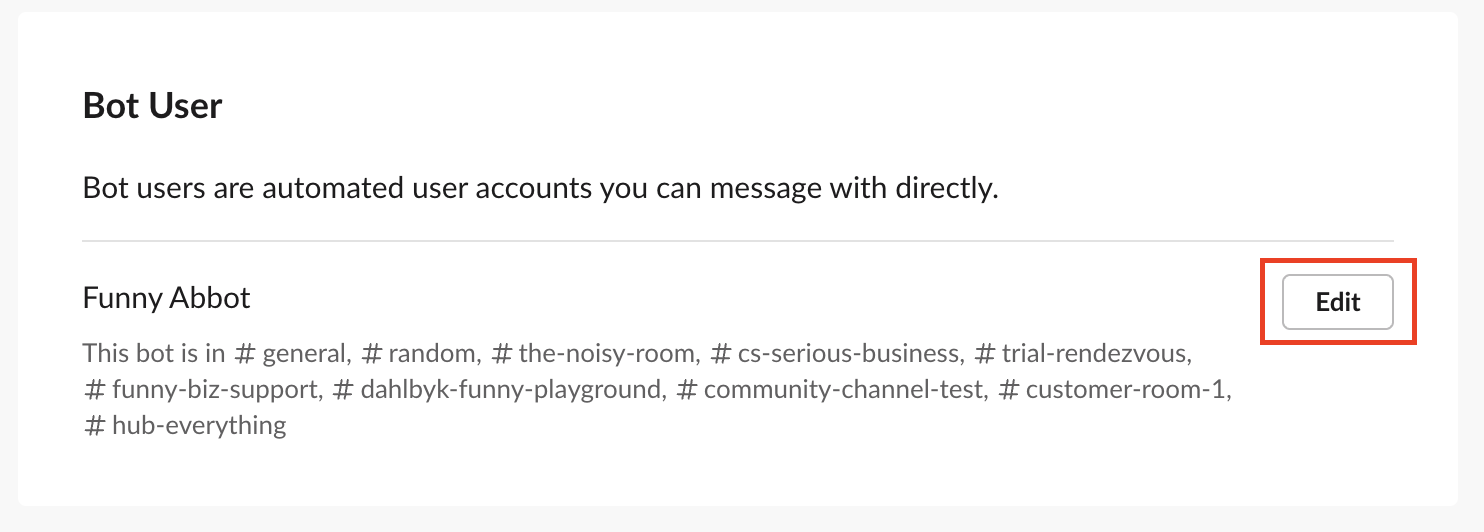 Bot User
Bot users are automated user accounts you can message with directly.
Funny Abbot
Edit
This bot is in # general, # random, # the-noisy-room, # cs-serious-business, # trial-rendezvous,
# funny-biz-support, # dahlbyk-funny-playground, # community-channel-test, # customer-room-1,
# hub-everything